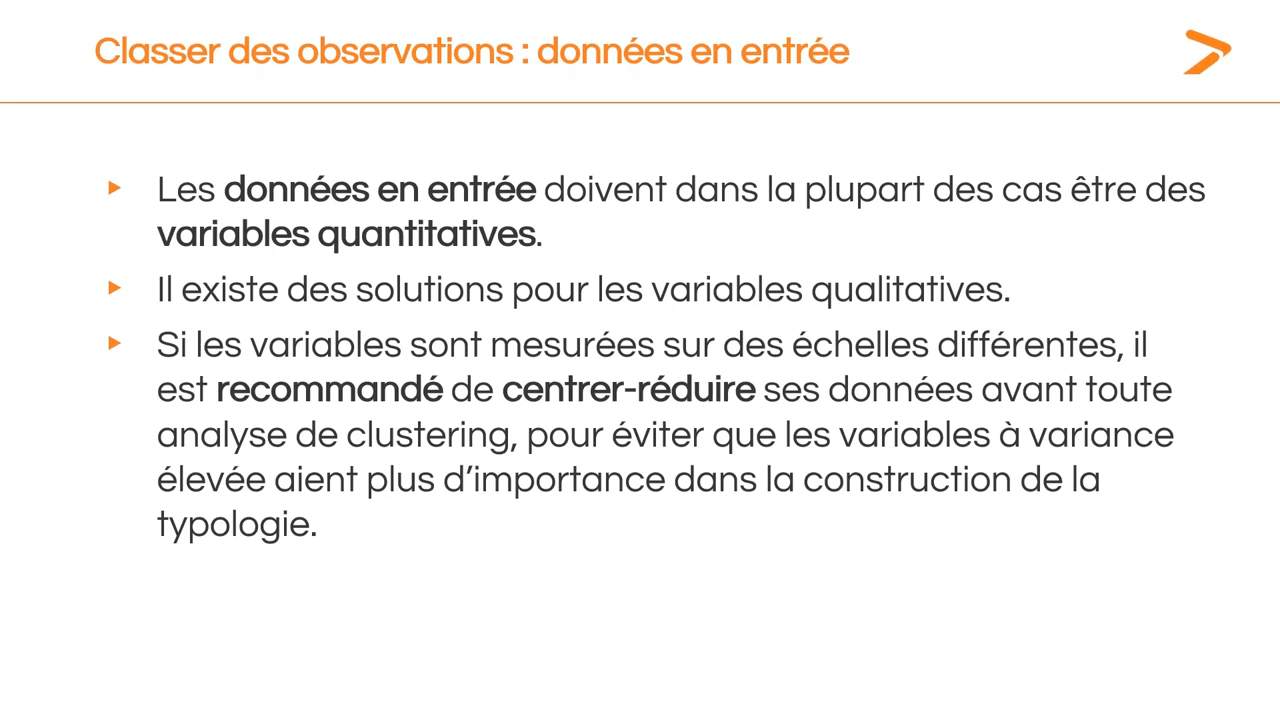 Classer des observations : données en entrée
Les données en entrée doivent dans la plupart des cas être des
variables quantitatives.
Il existe des solutions pour les variables qualitatives.
Si les variables sont mesurées sur des échelles différentes, il
est recommandé de centrer-réduire ses données avant toute
analyse de clustering, pour éviter que les variables à variance
élevée aient plus d’importance dans la construction de la
typologie.